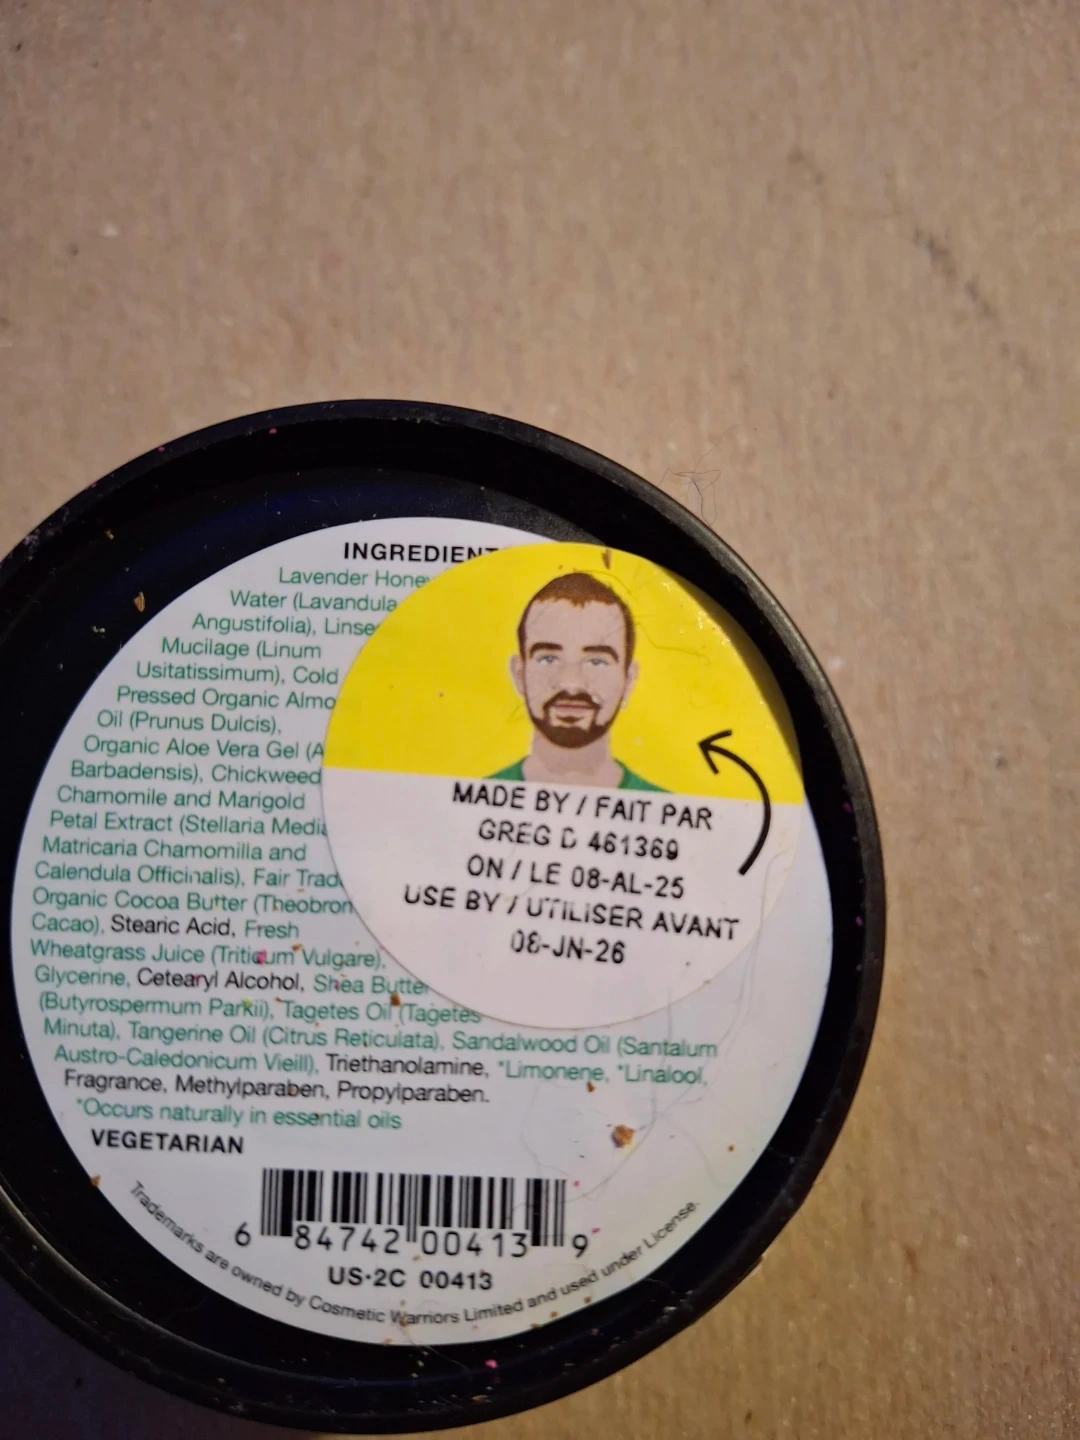 INGREDIENT
Lavender Honey
Water (Lavandula
Angustifolia), Linse
Mucilage (Linum
Usitatissimum), Cold
Pressed Organic Almo
Oil (Prunus Dulcis),
Organic Aloe Vera Gel (A
Barbadensis), Chickweed
Chamomile and Marigold
Petal Extract (Stellaria Media
Matricaria Chamomilla and
Calendula Officinalis), Fair Trad
Organic Cocoa Butter (Theobrom
Cacao), Stearic Acid, Fresh
Wheatgrass Juice (Triticum Vulgare),
Glycerine, Cetearyl Alcohol, Shea Butter
(Butyrospermum Parkii), Tagetes Oil (Tagetes
Minuta), Tangerine Oil (Citrus Reticulata), Sandalwood Oil (Santalum
Austro-Caledonicum Vieill), Triethanolamine, *Limonene, *Linalool,
Fragrance, Methylparaben, Propylparaben.
*Occurs naturally in essential oils
VEGETARIAN
MADE BY / FAIT PAR
GREG D 461369
ON / LE 08-AL-25
USE BY / UTILISER AVANT
08-JN-26
6 84742 00413 9
US·2C 00413
Trademarks are owned by Cosmetic Warriors Limited and used under License.